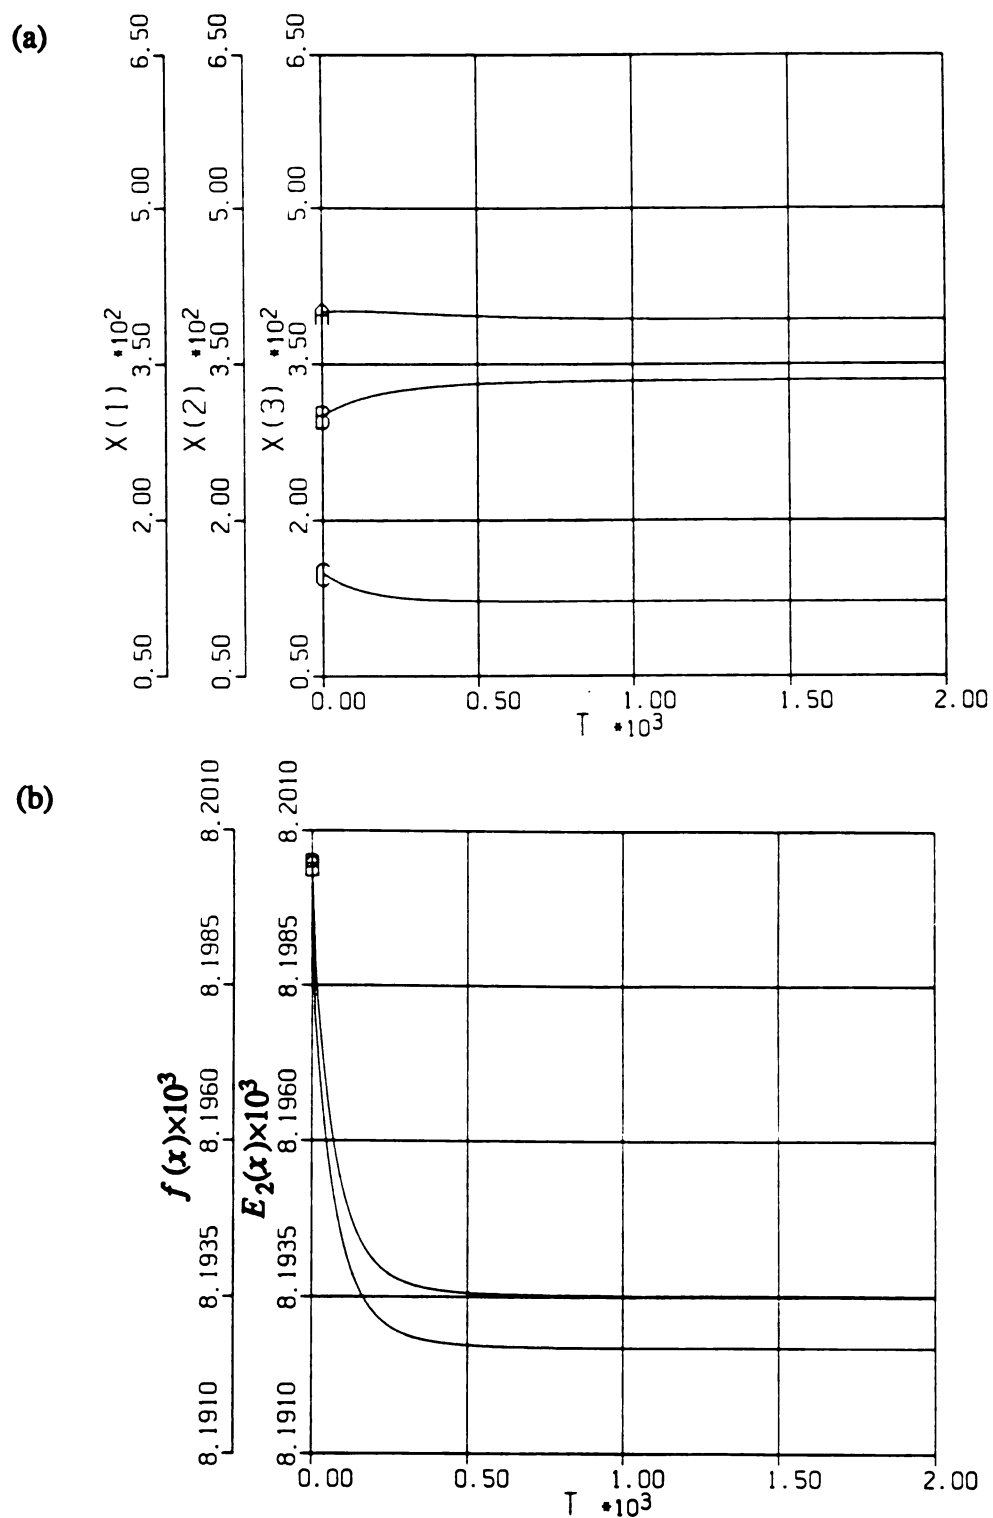 (a)
X(1) *10²
0.50 2.00 3.50 5.00 6.50
X(2) *10²
0.50 2.00 3.50 5.00 6.50
X(3) *10²
0.50 2.00 3.50 5.00 6.50
A
B
C
0.00 0.50 1.00 1.50 2.00
T *10³
(b)
f(x)×10³
8.1910 8.1935 8.1960 8.1985 8.2010
E₂(x)×10³
8.1910 8.1935 8.1960 8.1985 8.2010
0.00 0.50 1.00 1.50 2.00
T *10³